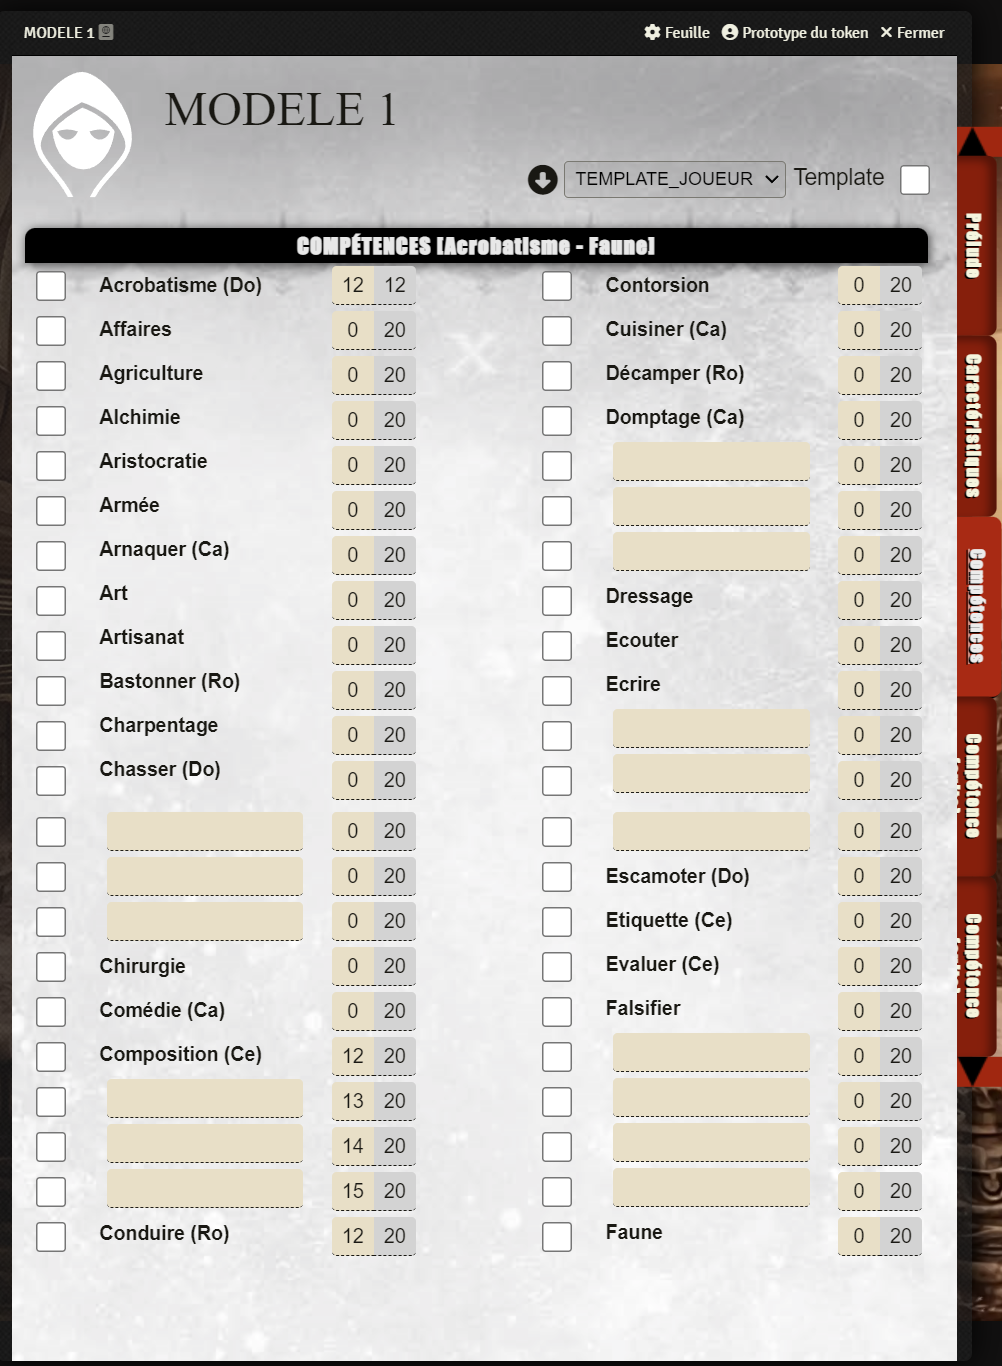 MODELE 1
Feuille
Prototype du token
Fermer
MODELE 1
TEMPLATE_JOUEUR
Template
COMPÉTENCES [Acrobatisme - Faune]
Acrobatisme (Do) 12 12
Affaires 0 20
Agriculture 0 20
Alchimie 0 20
Aristocratie 0 20
Armée 0 20
Arnaquer (Ca) 0 20
Art 0 20
Artisanat 0 20
Bastonner (Ro) 0 20
Charpentage 0 20
Chasser (Do) 0 20
0 20
0 20
0 20
Chirurgie 0 20
Comédie (Ca) 0 20
Composition (Ce) 12 20
13 20
14 20
15 20
Conduire (Ro) 12 20
Contorsion 0 20
Cuisiner (Ca) 0 20
Décamper (Ro) 0 20
Domptage (Ca) 0 20
0 20
0 20
0 20
Dressage 0 20
Ecouter 0 20
Ecrire 0 20
0 20
0 20
0 20
Escamoter (Do) 0 20
Etiquette (Ce) 0 20
Evaluer (Ce) 0 20
Falsifier 0 20
0 20
0 20
0 20
0 20
Faune 0 20
Prélude
Caractéristiques
Compétences
Compétence
Compétence